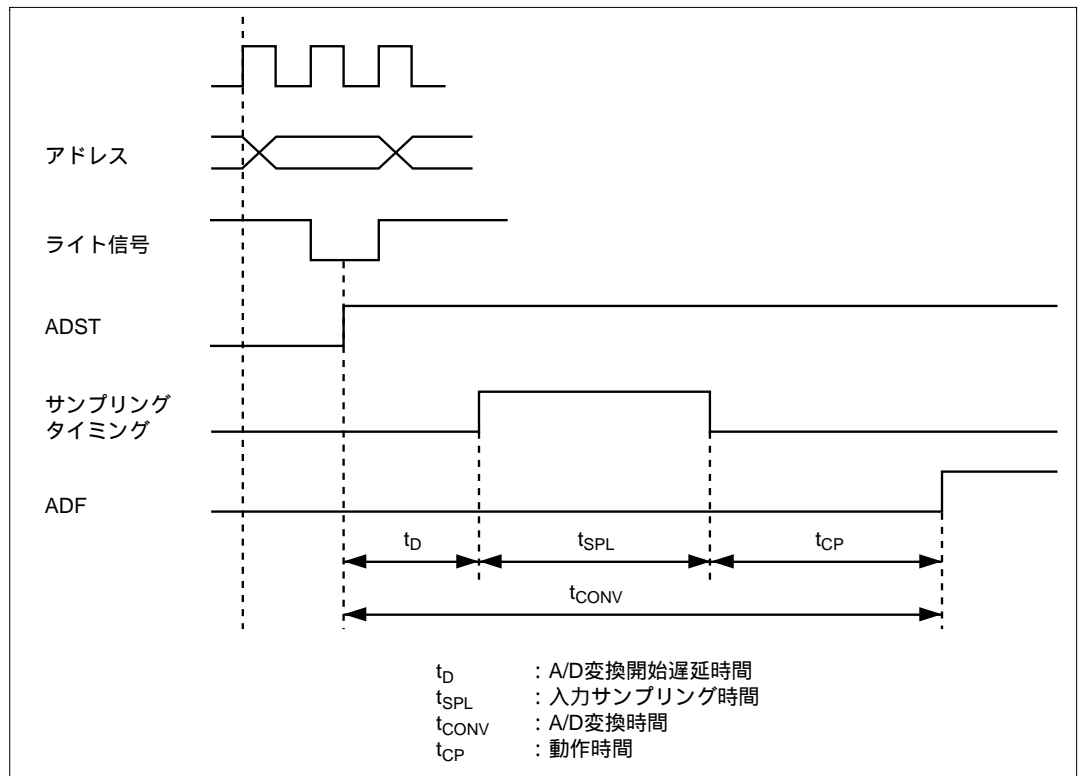 アドレス
ライト信号
ADST
サンプリング
タイミング
ADF
tD
tSPL
tCP
tCONV
tD ：A/D変換開始遅延時間
tSPL ：入力サンプリング時間
tCONV ：A/D変換時間
tCP ：動作時間